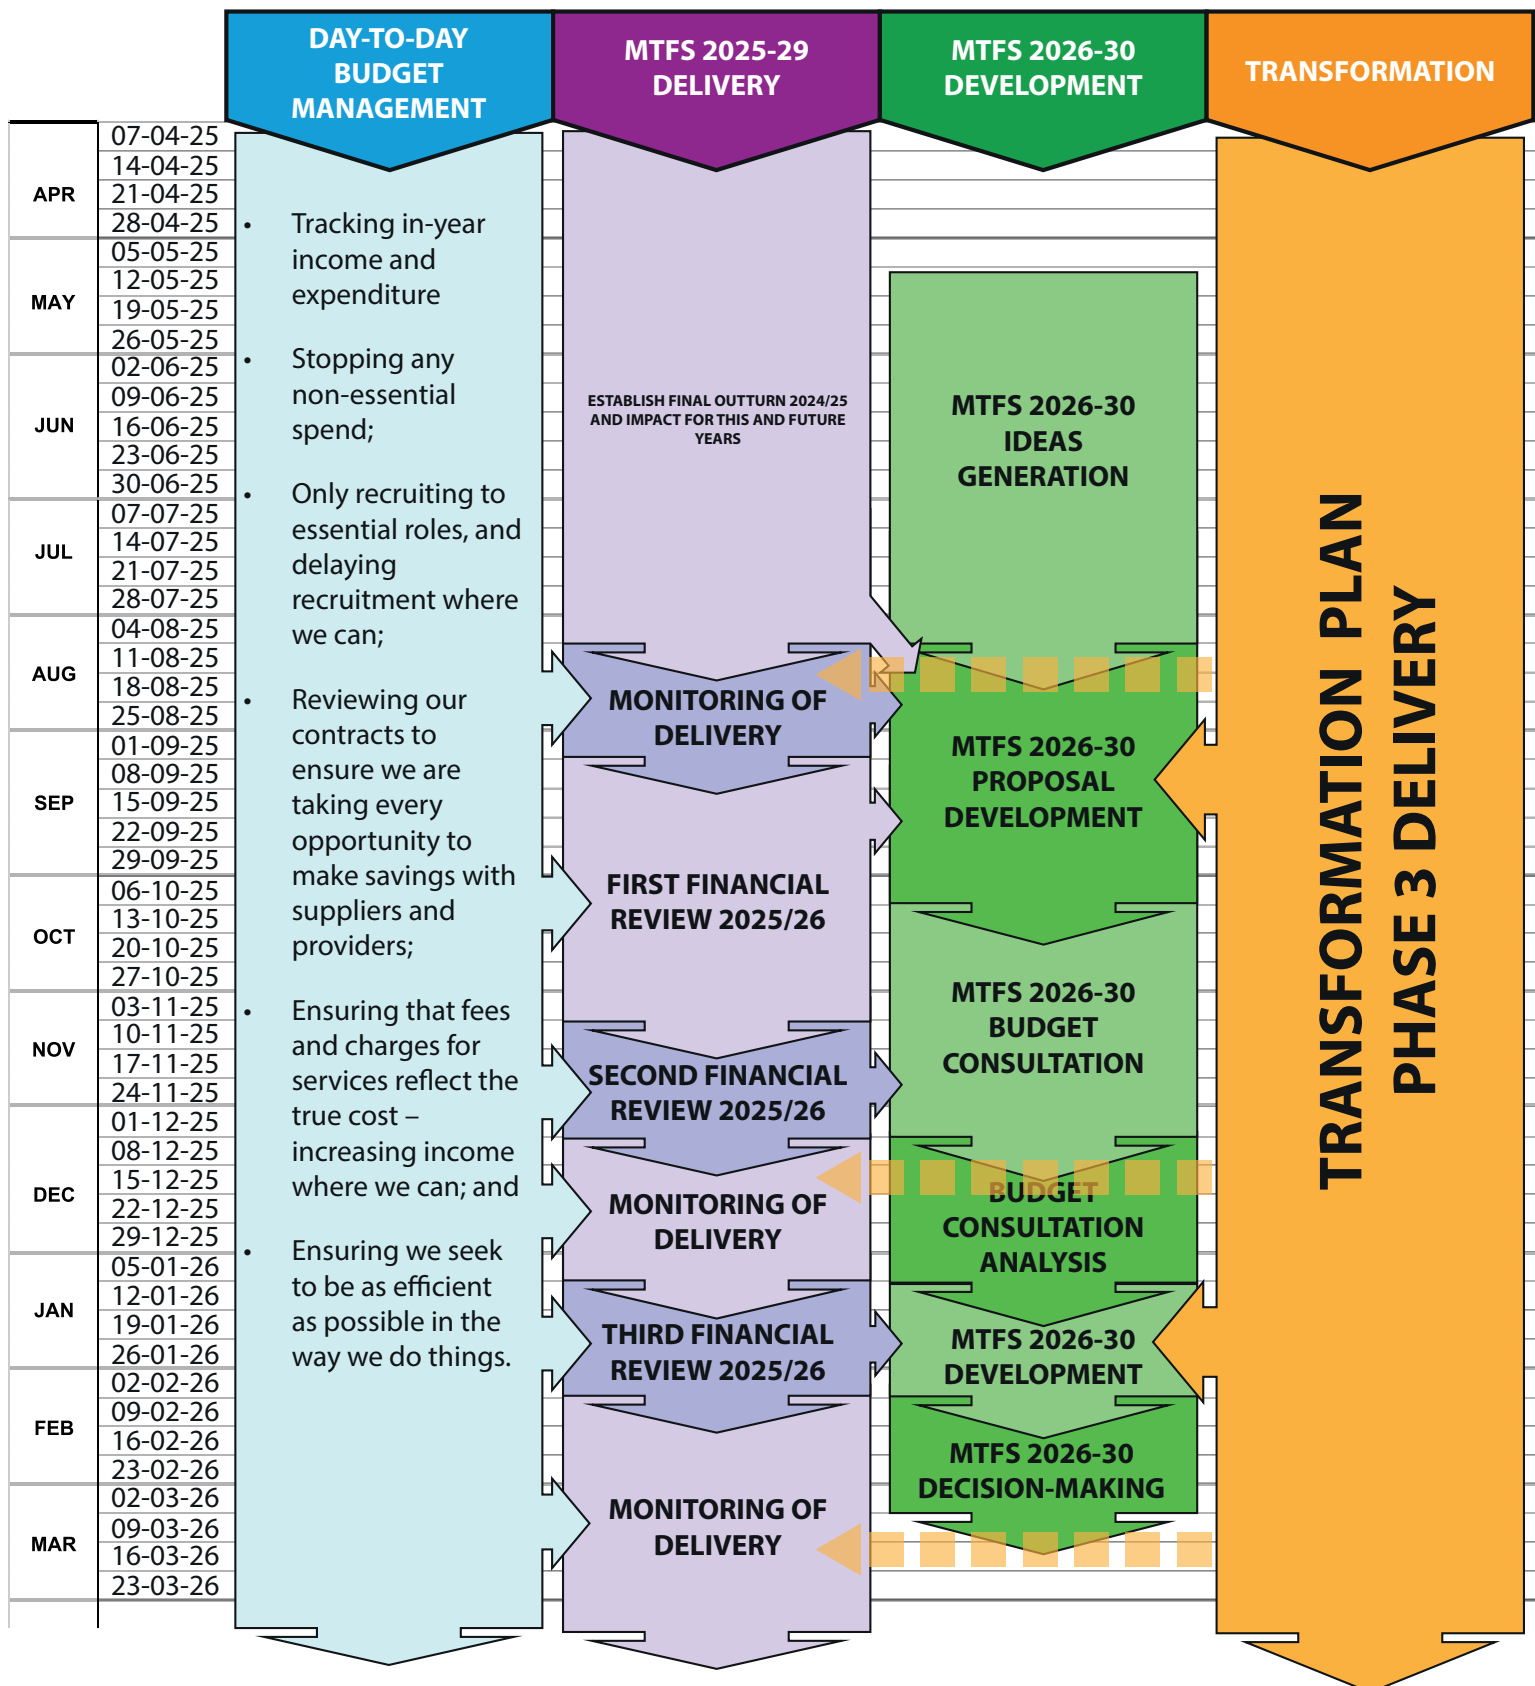 DAY-TO-DAY
BUDGET
MANAGEMENT
MTFS 2025-29
DELIVERY
MTFS 2026-30
DEVELOPMENT
TRANSFORMATION
APR
07-04-25
14-04-25
21-04-25
28-04-25
MAY
05-05-25
12-05-25
19-05-25
26-05-25
JUN
02-06-25
09-06-25
16-06-25
23-06-25
30-06-25
JUL
07-07-25
14-07-25
21-07-25
28-07-25
AUG
04-08-25
11-08-25
18-08-25
25-08-25
SEP
01-09-25
08-09-25
15-09-25
22-09-25
29-09-25
OCT
06-10-25
13-10-25
20-10-25
27-10-25
NOV
03-11-25
10-11-25
17-11-25
24-11-25
DEC
01-12-25
08-12-25
15-12-25
22-12-25
29-12-25
JAN
05-01-26
12-01-26
19-01-26
26-01-26
FEB
02-02-26
09-02-26
16-02-26
23-02-26
MAR
02-03-26
09-03-26
16-03-26
23-03-26
• Tracking in-year
income and
expenditure
• Stopping any
non-essential
spend;
• Only recruiting to
essential roles, and
delaying
recruitment where
we can;
• Reviewing our
contracts to
ensure we are
taking every
opportunity to
make savings with
suppliers and
providers;
• Ensuring that fees
and charges for
services reflect the
true cost –
increasing income
where we can; and
• Ensuring we seek
to be as efficient
as possible in the
way we do things.
ESTABLISH FINAL OUTTURN 2024/25
AND IMPACT FOR THIS AND FUTURE
YEARS
MONITORING OF
DELIVERY
FIRST FINANCIAL
REVIEW 2025/26
SECOND FINANCIAL
REVIEW 2025/26
MONITORING OF
DELIVERY
THIRD FINANCIAL
REVIEW 2025/26
MONITORING OF
DELIVERY
MTFS 2026-30
IDEAS
GENERATION
MTFS 2026-30
PROPOSAL
DEVELOPMENT
MTFS 2026-30
BUDGET
CONSULTATION
BUDGET
CONSULTATION
ANALYSIS
MTFS 2026-30
DEVELOPMENT
MTFS 2026-30
DECISION-MAKING
TRANSFORMATION PLAN
PHASE 3 DELIVERY